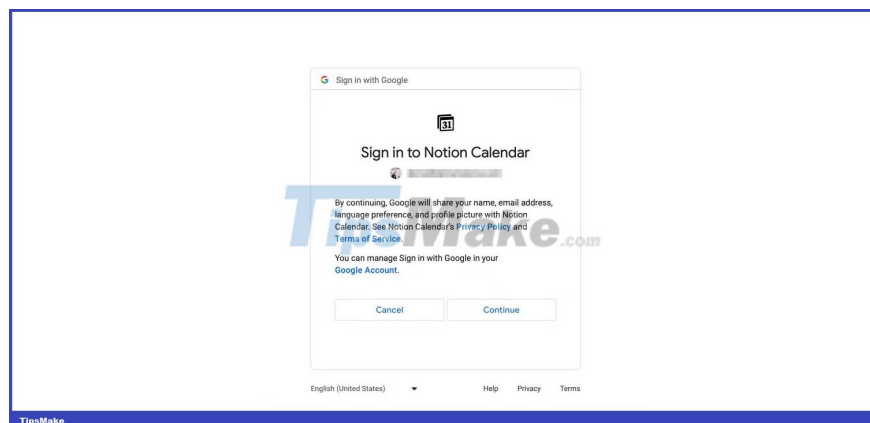 Sign in with Google
31
Sign in to Notion Calendar
By continuing, Google will share your name, email address,
language preference, and profile picture with Notion
Calendar. See Notion Calendar's Privacy Policy and
Terms of Service.
You can manage Sign in with Google in your
Google Account.
TipsMake.com
Cancel Continue
English (United States) Help Privacy Terms
TipsMake